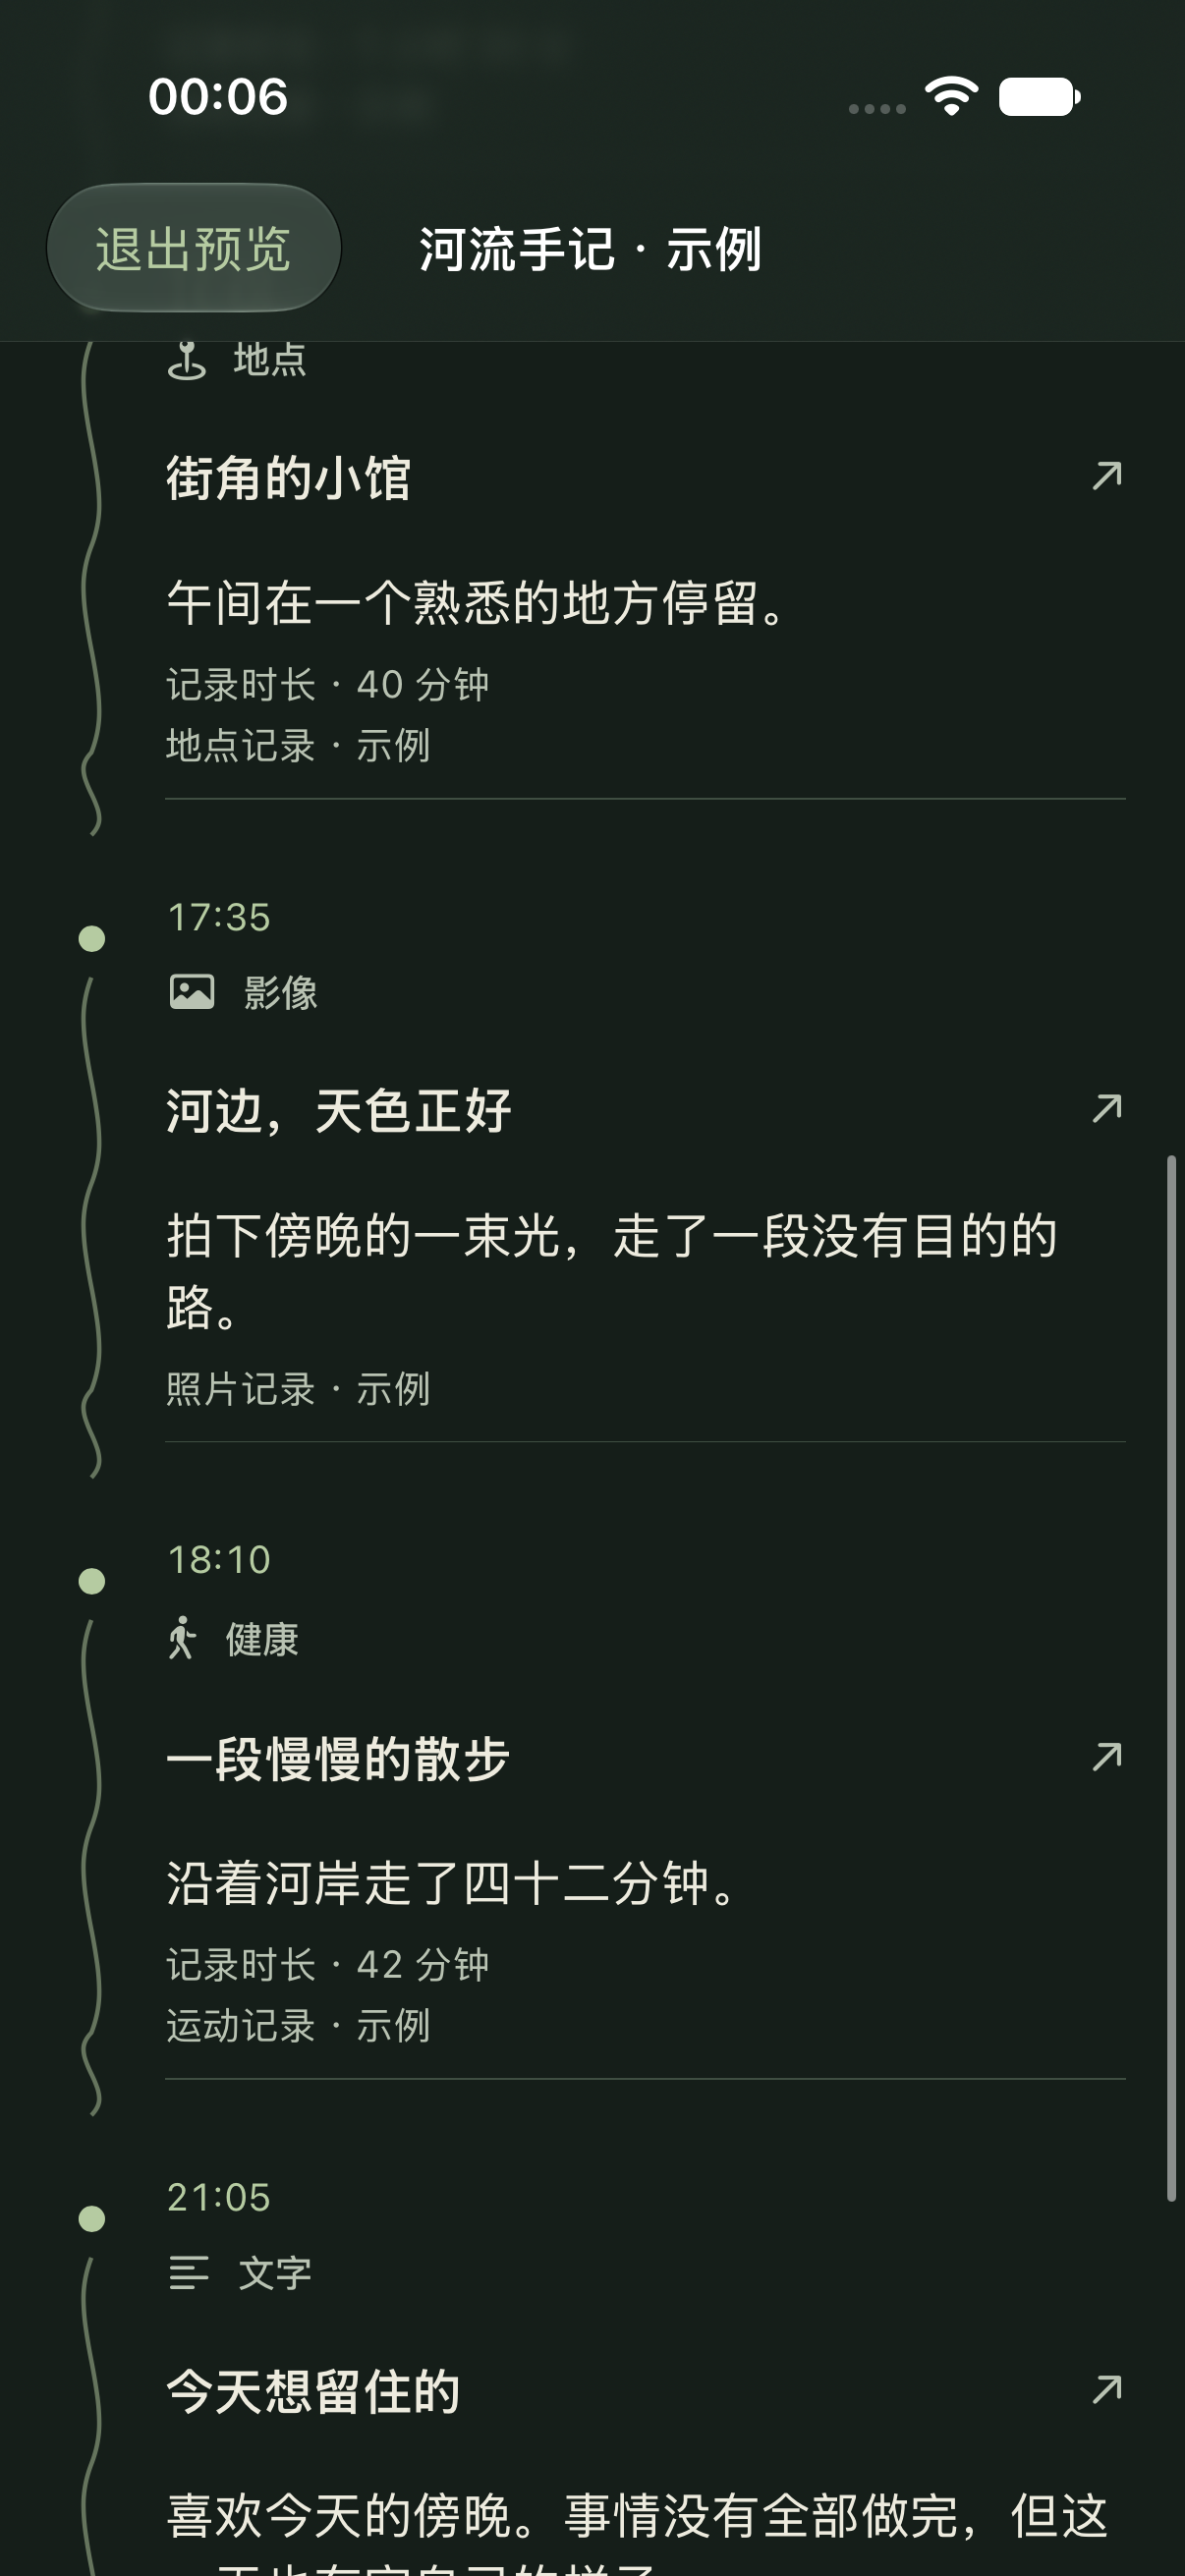 00:06
退出预览
河流手记 · 示例
地点
街角的小馆
午间在一个熟悉的地方停留。
记录时长 · 40 分钟
地点记录 · 示例
17:35
影像
河边，天色正好
拍下傍晚的一束光，走了一段没有目的的
路。
照片记录 · 示例
18:10
健康
一段慢慢的散步
沿着河岸走了四十二分钟。
记录时长 · 42 分钟
运动记录 · 示例
21:05
文字
今天想留住的
喜欢今天的傍晚。事情没有全部做完，但这